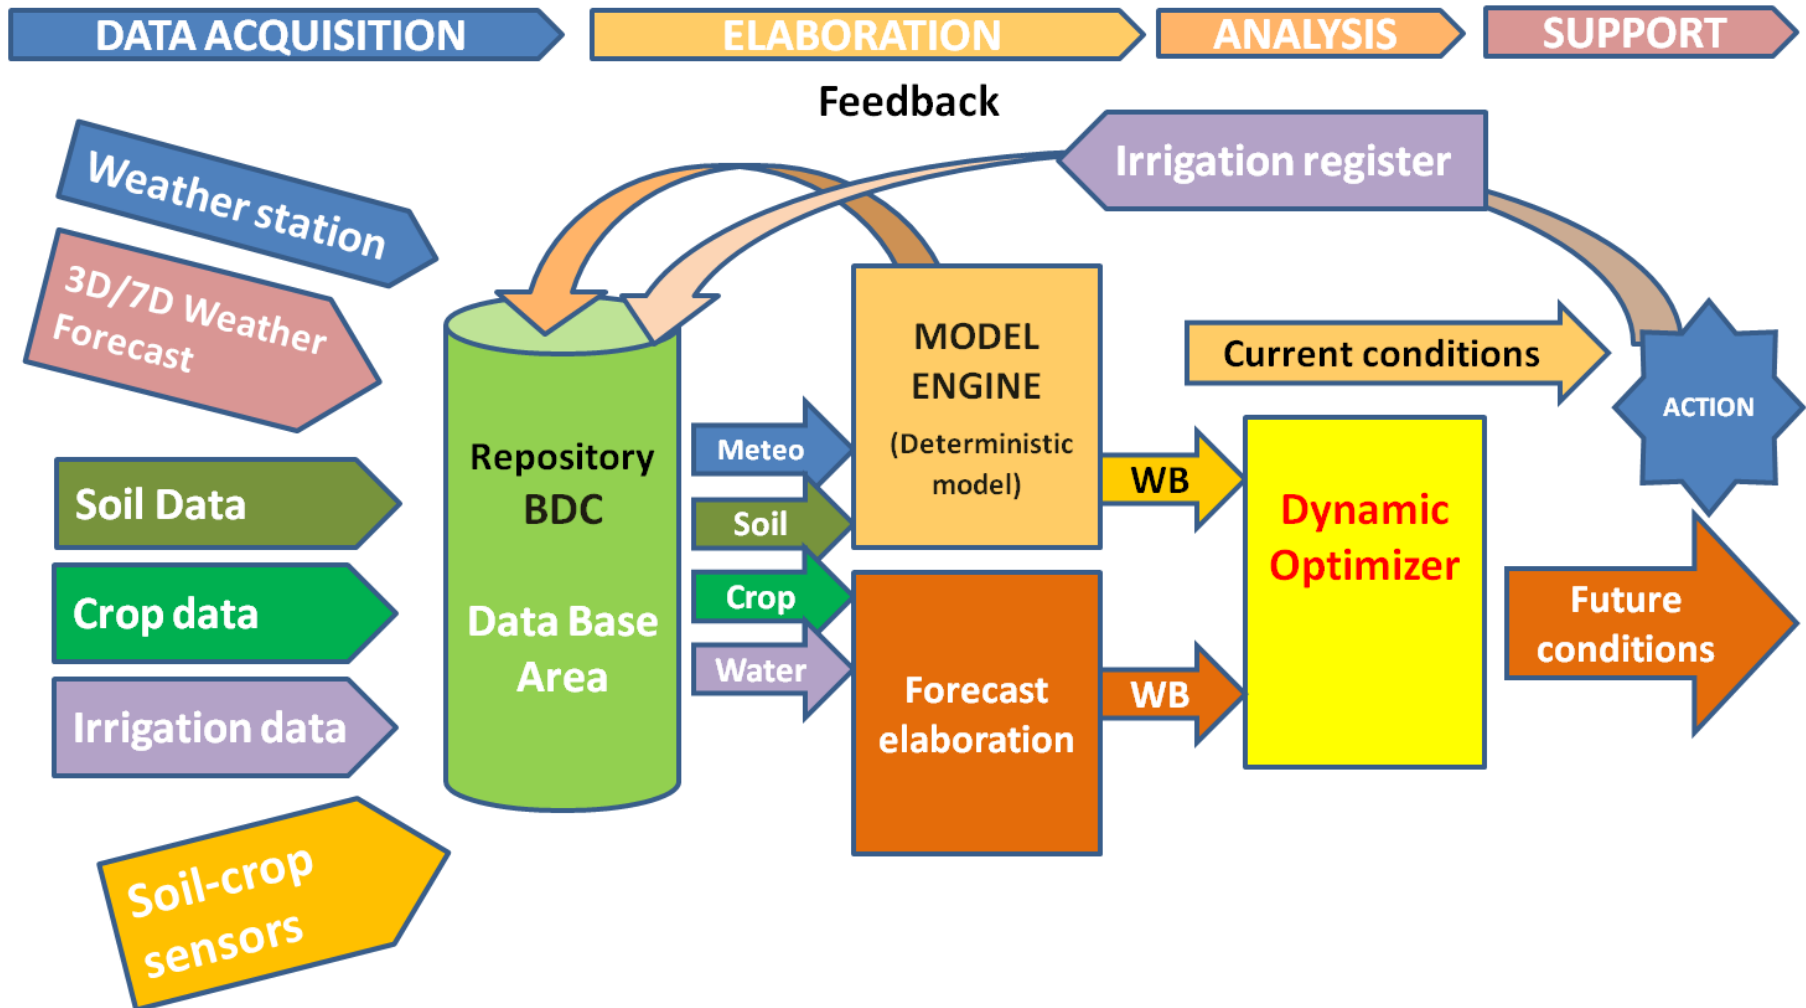 DATA ACQUISITION
ELABORATION
ANALYSIS
SUPPORT
Feedback
Irrigation register
Weather station
3D/7D Weather
Forecast
Soil Data
Crop data
Irrigation data
Soil-crop
sensors
Repository
BDC
Data Base
Area
Meteo
Soil
Crop
Water
MODEL
ENGINE
(Deterministic
model)
Forecast
elaboration
WB
WB
Current conditions
Dynamic
Optimizer
ACTION
Future
conditions